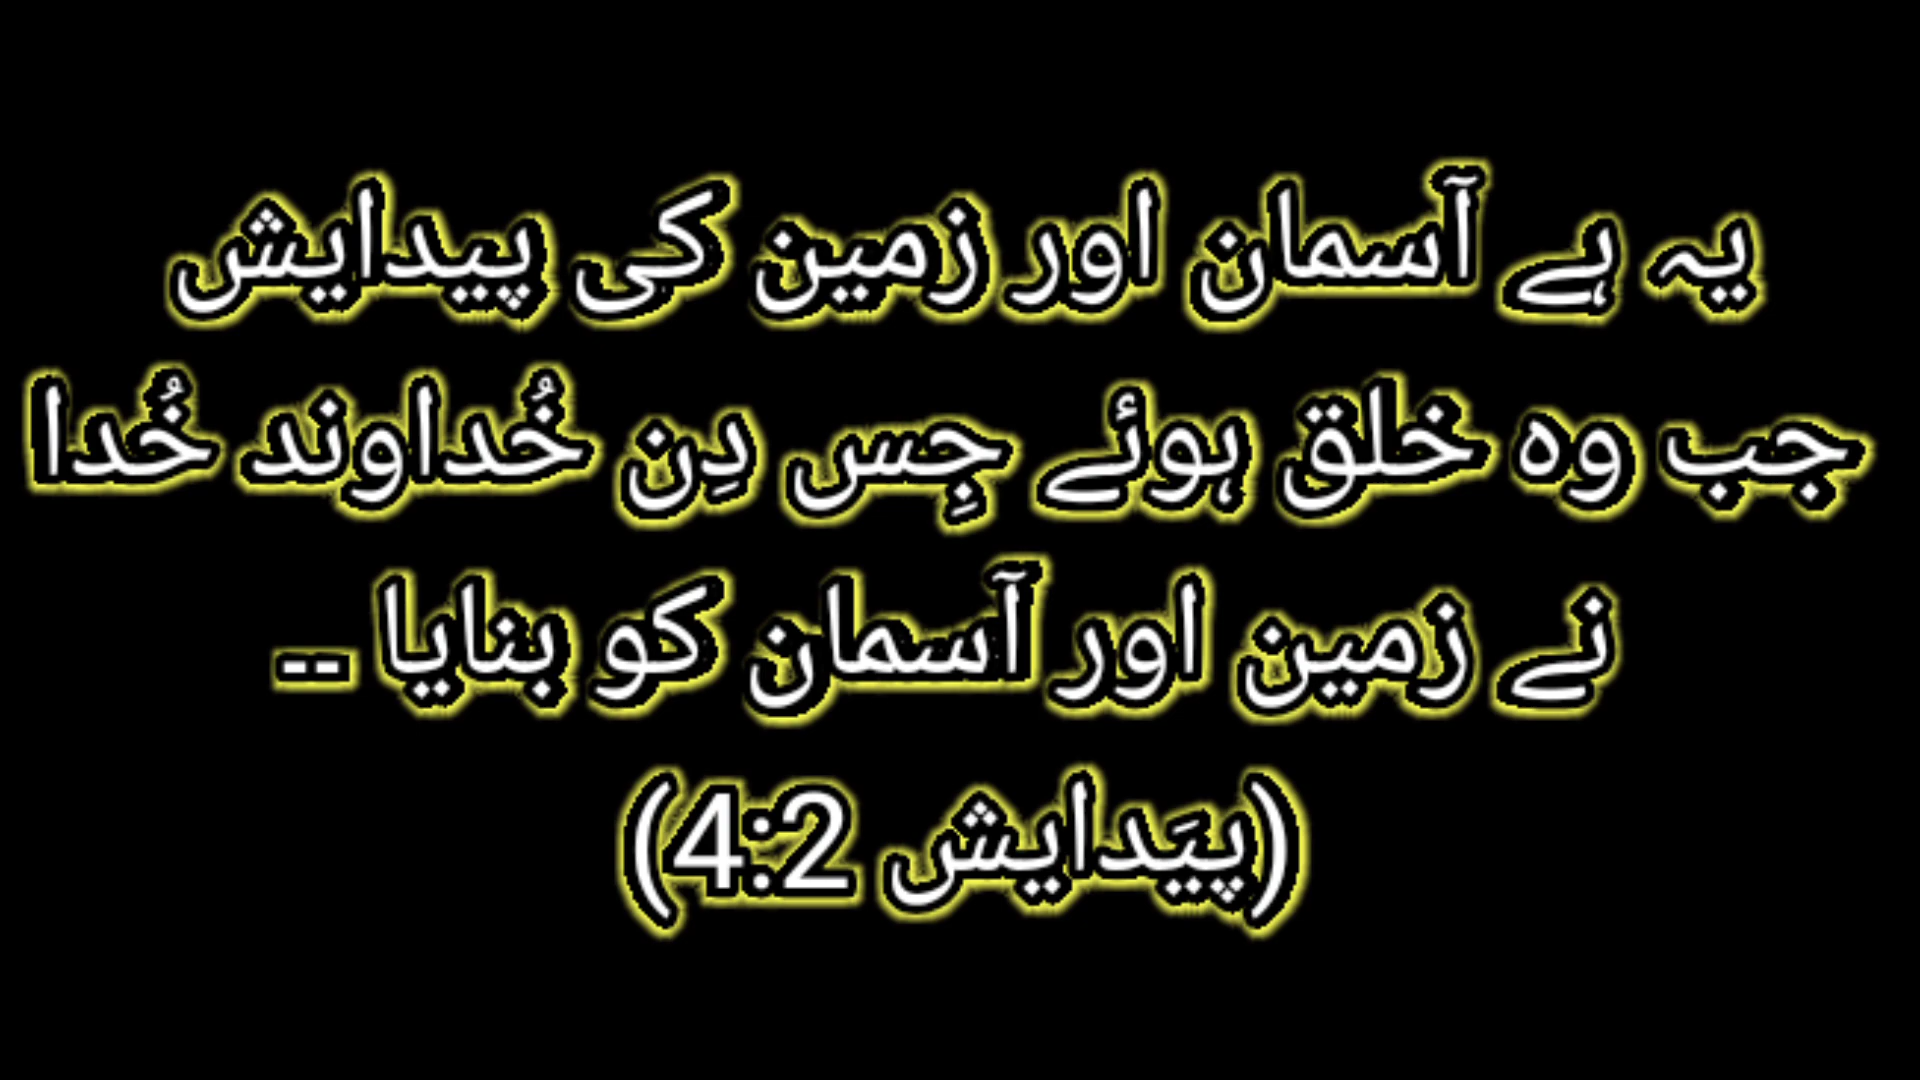 یہ ہے آسمان اور زمین کی پیدایش
جب وہ خلق ہوئے جِس دِن خُداوند خُدا
نے زمین اور آسمان کو بنایا --
(پیَدایش 4:2)